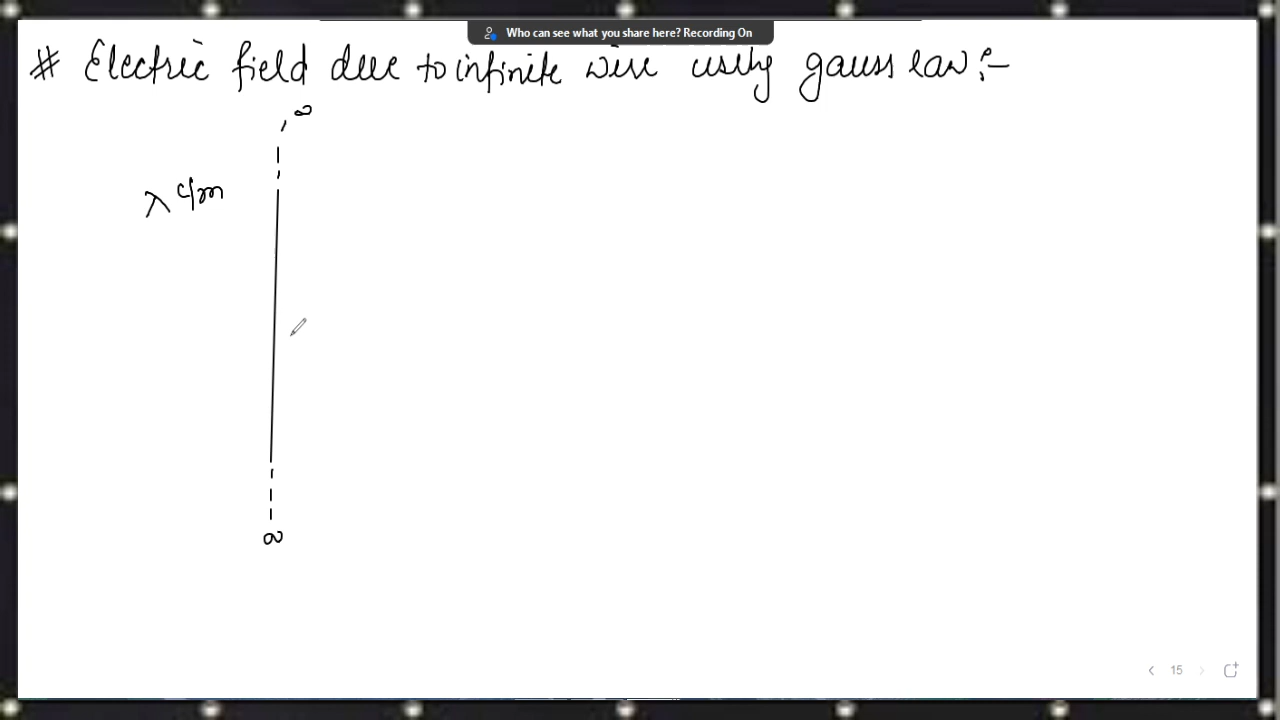 Who can see what you share here? Recording On
# Electric field due to infinite wire using gauss law :-
∞
λ C/m
∞
15